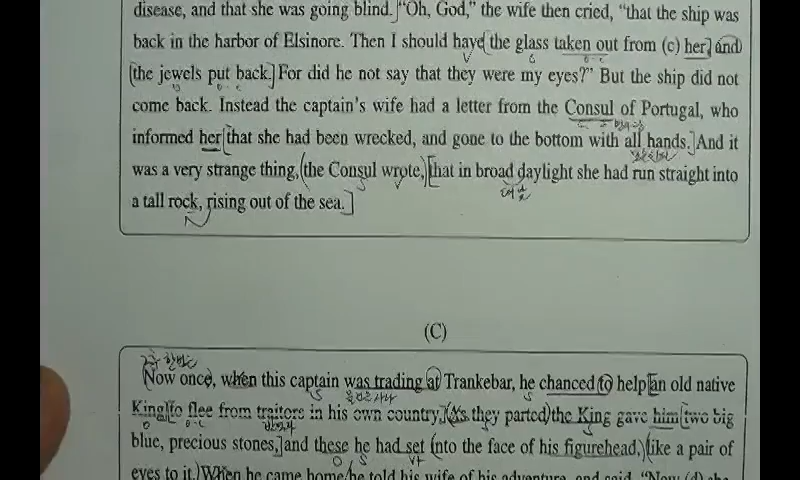 disease, and that she was going blind. "Oh, God," the wife then cried, "that the ship was
back in the harbor of Elsinore. Then I should have the glass taken out from (c) her and
the jewels put back. For did he not say that they were my eyes?" But the ship did not
come back. Instead the captain's wife had a letter from the Consul of Portugal, who
informed her that she had been wrecked, and gone to the bottom with all hands. And it
was a very strange thing, the Consul wrote, that in broad daylight she had run straight into
대낮
a tall rock, rising out of the sea.
(C)
Now once, when this captain was trading at Trankebar, he chanced to help an old native
King to flee from traitors in his own country. As they parted the King gave him two big
blue, precious stones, and these he had set into the face of his figurehead, like a pair of
eyes to it. When he came home he told his wife of his adventure, and said, "Now (d) she